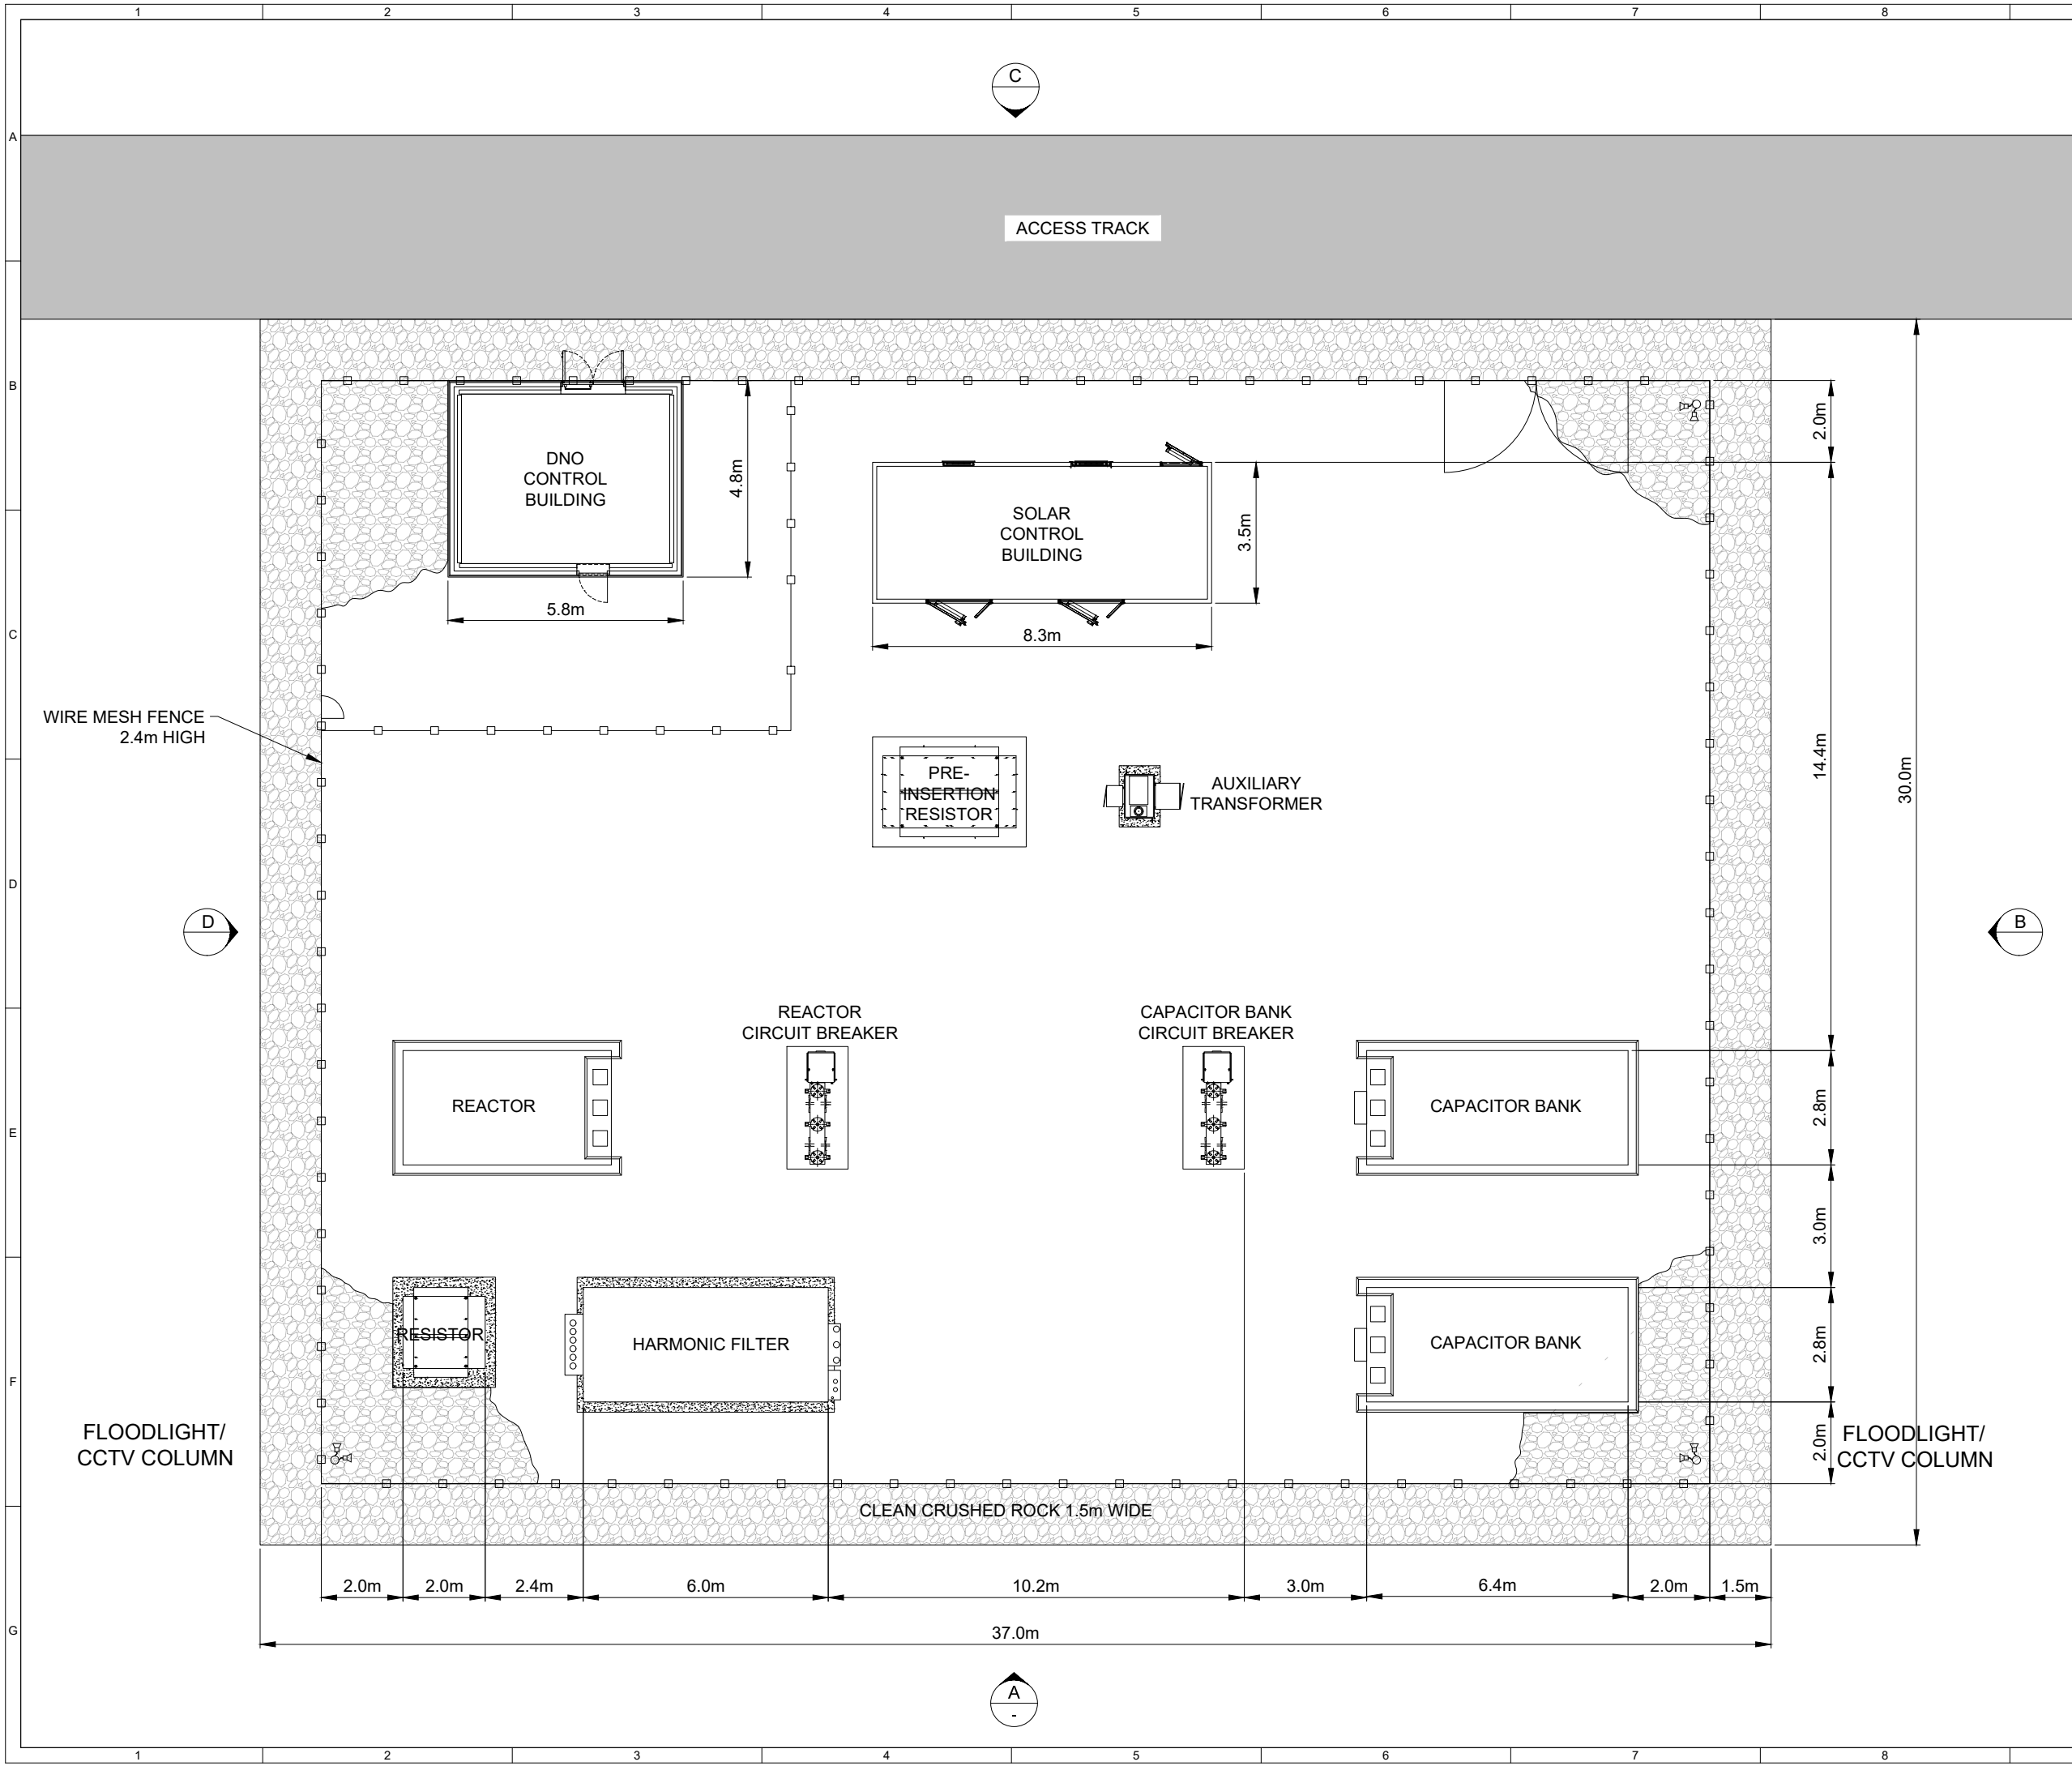 1 2 3 4 5 6 7 8
C
A
ACCESS TRACK
B
2.0m
DNO
CONTROL
BUILDING
4.8m
SOLAR
CONTROL
BUILDING
3.5m
5.8m
8.3m
C
WIRE MESH FENCE
2.4m HIGH
14.4m
30.0m
PRE-
INSERTION
RESISTOR
AUXILIARY
TRANSFORMER
D
D
B
REACTOR
CIRCUIT BREAKER
CAPACITOR BANK
CIRCUIT BREAKER
REACTOR
CAPACITOR BANK
2.8m
E
3.0m
RESISTOR
HARMONIC FILTER
CAPACITOR BANK
2.8m
F
FLOODLIGHT/
CCTV COLUMN
2.0m
FLOODLIGHT/
CCTV COLUMN
CLEAN CRUSHED ROCK 1.5m WIDE
2.0m 2.0m 2.4m 6.0m 10.2m 3.0m 6.4m 2.0m 1.5m
G
37.0m
A
-
1 2 3 4 5 6 7 8